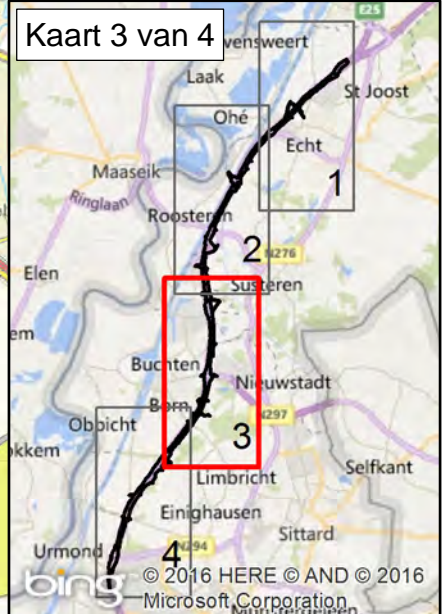 Kaart 3 van 4
E25
vensweert
Laak
St Joost
Ohé
Echt
Maaseik
1
Ringlaan
Roosteren
2
N276
Elen
Susteren
em
Buchten
Nieuwstadt
Born
N297
Obbicht
3
kkem
Limbricht
Selfkant
Einighausen
Sittard
Urmond
4
N294
bing
© 2016 HERE © AND © 2016
Microsoft Corporation